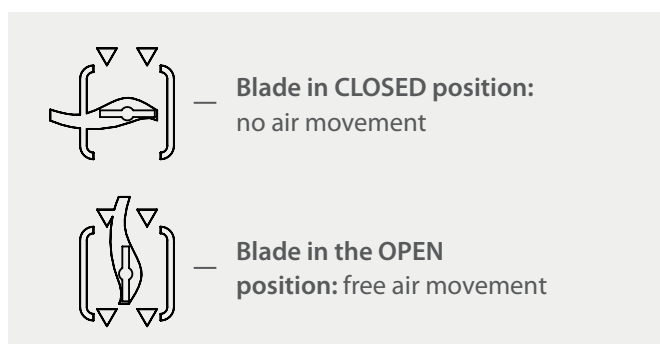 Blade in CLOSED position:
no air movement
Blade in the OPEN
position: free air movement